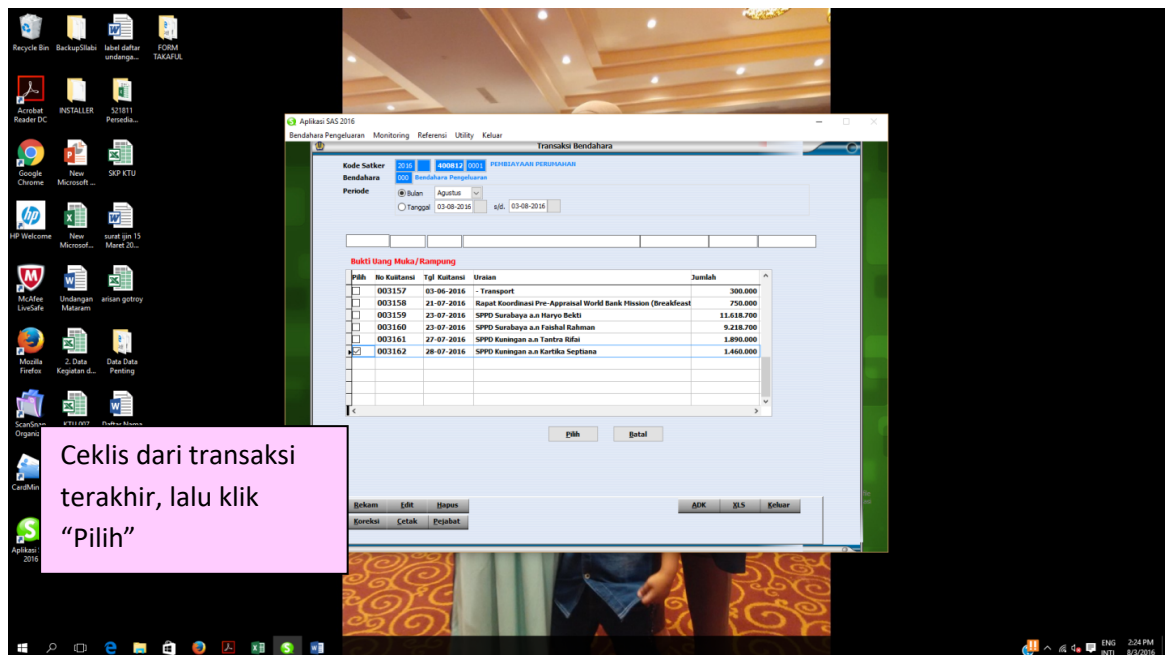 Recycle Bin
BackupSllabi
label daftar
undanga...
FORM
TAKAFUL
Acrobat
Reader DC
INSTALLER
521811
Persedia...
Google
Chrome
New
Microsoft ...
SKP KTU
HP Welcome
New
Microsof...
surat ijin 15
Maret 20...
McAfee
LiveSafe
Undangan
Mataram
arisan gotroy
Mozilla
Firefox
2. Data
Kegiatan d...
Data Data
Penting
ScanSnap
KTU 007
Daftar Nama
CardMin
2016
Ceklis dari transaksi
terakhir, lalu klik
“Pilih”
Aplikasi SAS 2016
Bendahara Pengeluaran Monitoring Referensi Utility Keluar
Transaksi Bendahara
Kode Satker 2016 400812 0001 PEMBIAYAAN PERUMAHAN
Bendahara 000 Bendahara Pengeluaran
Periode Bulan Agustus
Tanggal 03-08-2016 s/d. 03-08-2016
Bukti Uang Muka/Rampung
Pilih No Kuitansi Tgl Kuitansi Uraian Jumlah
003157 03-06-2016 - Transport 300.000
003158 21-07-2016 Rapat Koordinasi Pre-Appraisal World Bank Mission (Breakfeast 750.000
003159 23-07-2016 SPPD Surabaya a.n Haryo Bekti 11.618.700
003160 23-07-2016 SPPD Surabaya a.n Faishal Rahman 9.218.700
003161 27-07-2016 SPPD Kuningan a.n Tantra Rifai 1.890.000
003162 28-07-2016 SPPD Kuningan a.n Kartika Septiana 1.460.000
Pilih Batal
Rekam Edit Hapus ADK XLS Keluar
Koreksi Cetak Pejabat
ENG 2:24 PM
INTI 8/3/2016